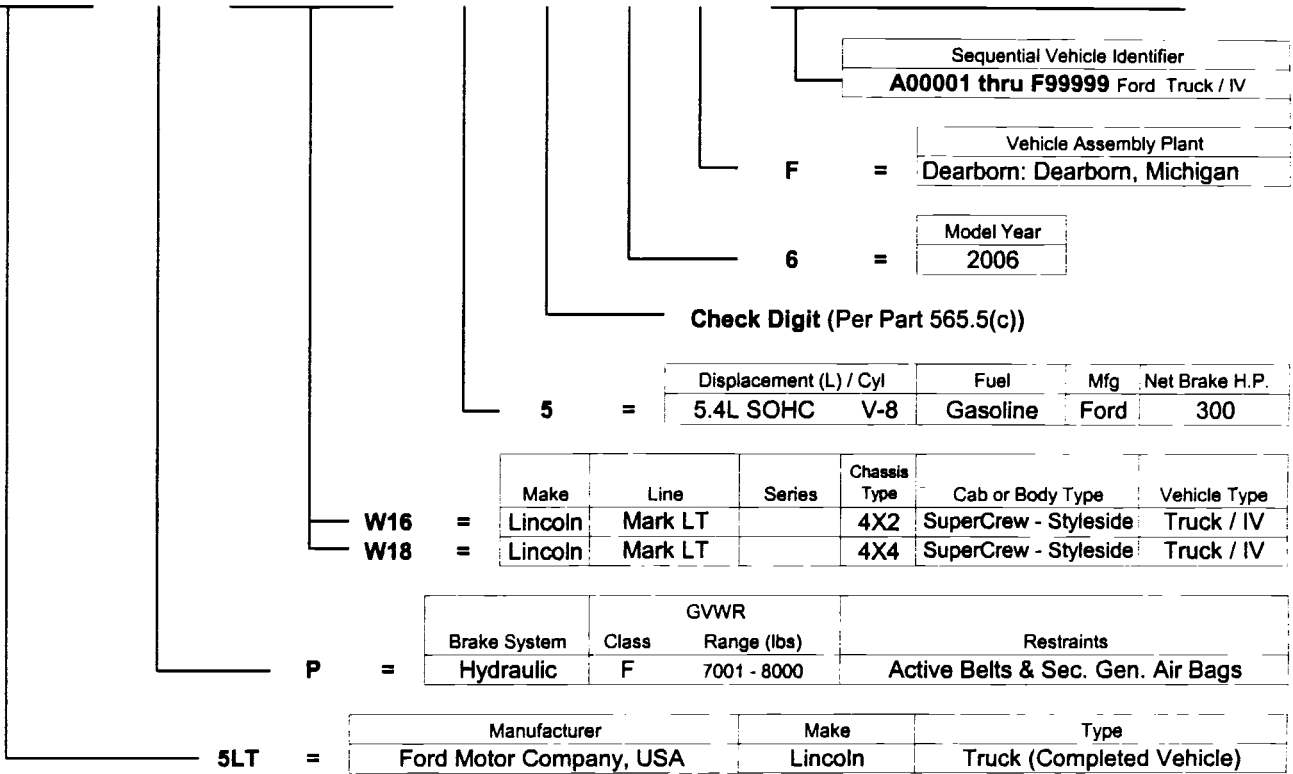 Sequential Vehicle Identifier
A00001 thru F99999 Ford Truck / IV
Vehicle Assembly Plant
F = Dearborn: Dearborn, Michigan
Model Year
6 = 2006
Check Digit (Per Part 565.5(c))
Displacement (L) / Cyl Fuel Mfg Net Brake H.P.
5 = 5.4L SOHC V-8 Gasoline Ford 300
Make Line Series Chassis Type Cab or Body Type Vehicle Type
W16 = Lincoln Mark LT 4X2 SuperCrew - Styleside Truck / IV
W18 = Lincoln Mark LT 4X4 SuperCrew - Styleside Truck / IV
GVWR
Brake System Class Range (lbs) Restraints
P = Hydraulic F 7001 - 8000 Active Belts & Sec. Gen. Air Bags
Manufacturer Make Type
5LT = Ford Motor Company, USA Lincoln Truck (Completed Vehicle)